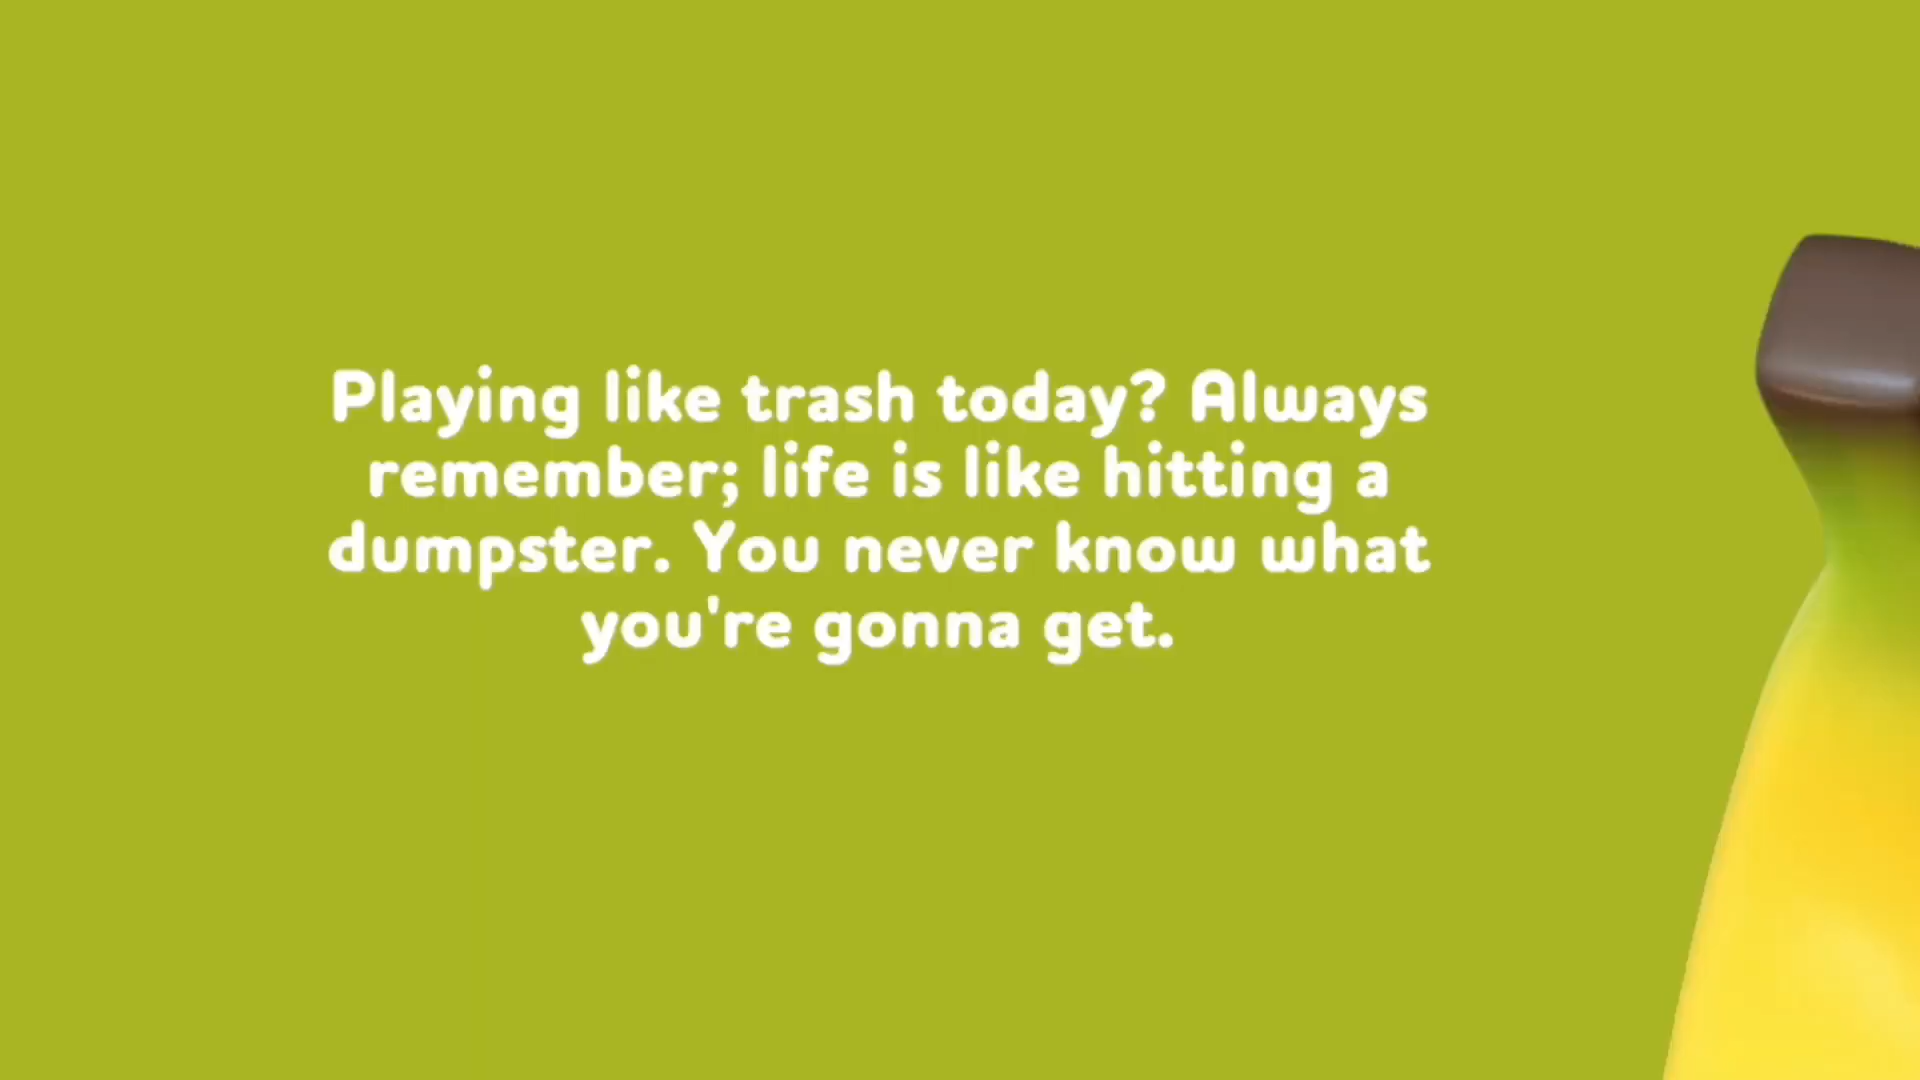 Playing like trash today? Always
remember; life is like hitting a
dumpster. You never know what
you're gonna get.